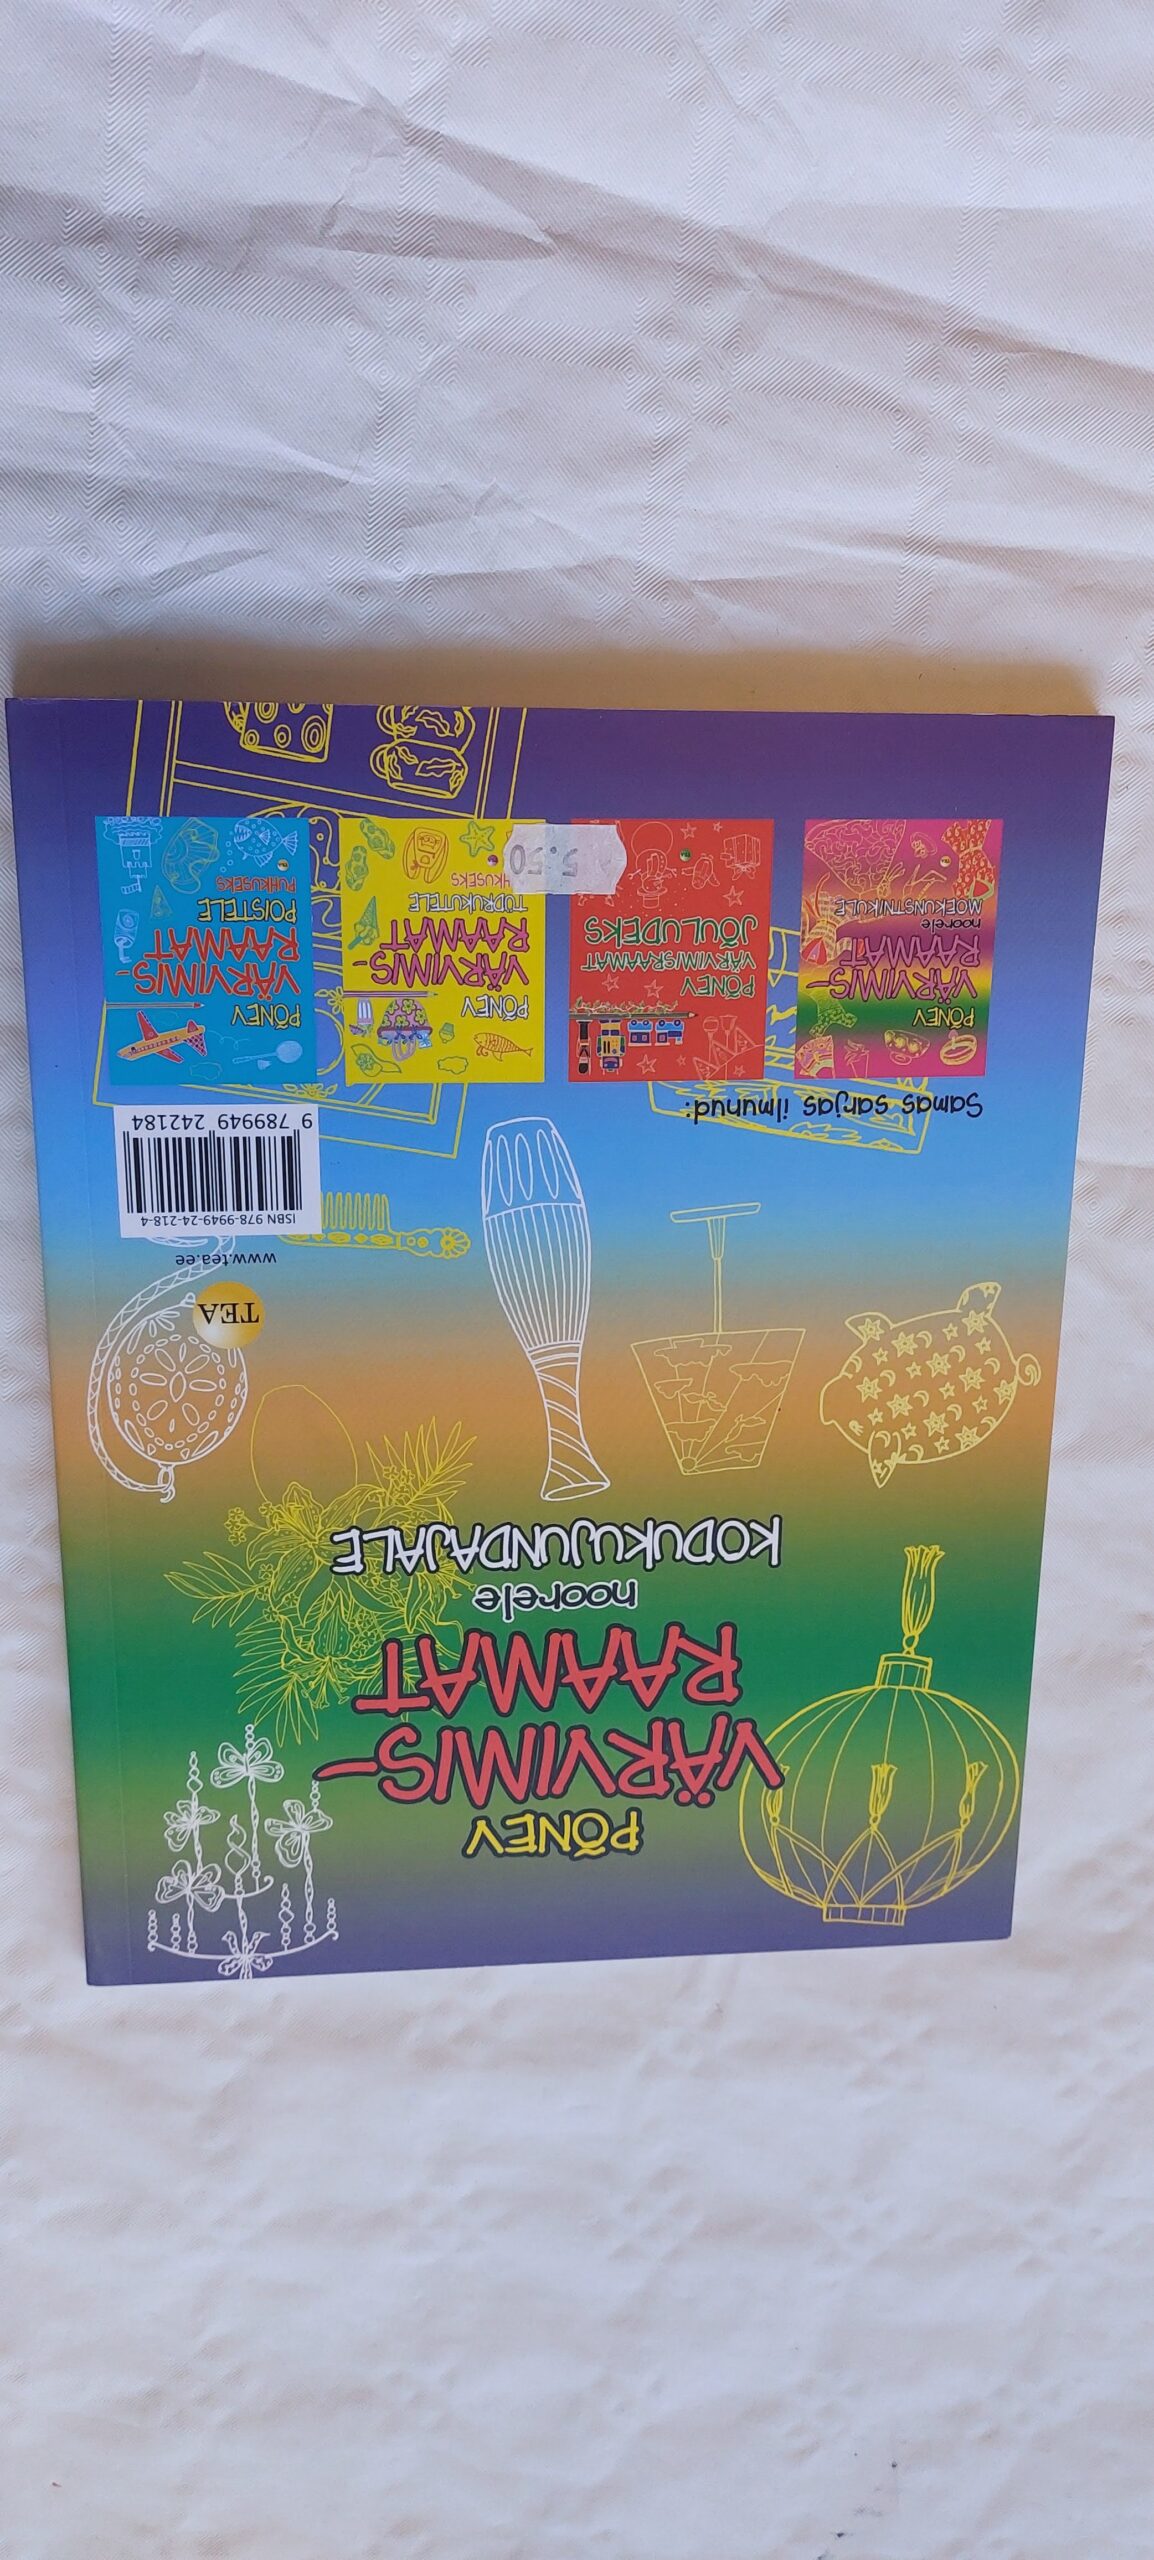 PÕNEV
VÄRVIMIS-
RAAMAT
noorele
KODUKUJUNDAJALE
TEA
www.tea.ee
ISBN 978-9949-24-218-4
9 789949 242184
Samas sarjas ilmunud:
PÕNEV
VÄRVIMIS-
RAAMAT
noorele
MOEKUNSTNIKULE
PÕNEV
VÄRVIMISRAAMAT
JÕULUDEKS
PÕNEV
VÄRVIMIS-
RAAMAT
TÜDRUKUTELE
HKUSEKS
PÕNEV
VÄRVIMIS-
RAAMAT
POISTELE
PUHKUSEKS
5.50